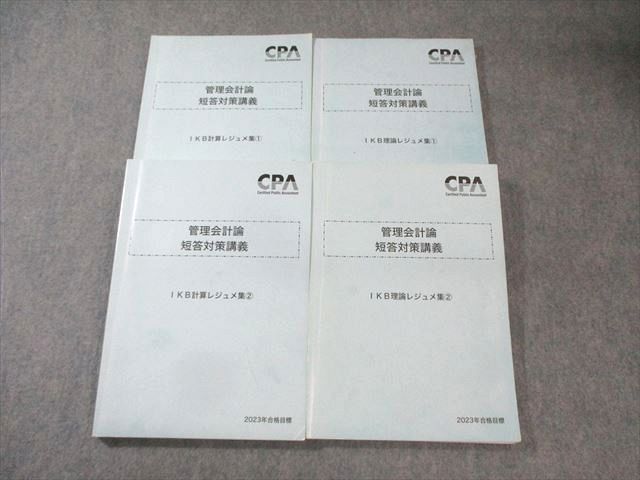 CPA
Certified Public Accountant
管理会計論
短答対策講義
ＩＫＢ計算レジュメ集①
CPA
Certified Public Accountant
管理会計論
短答対策講義
ＩＫＢ理論レジュメ集①
CPA
Certified Public Accountant
管理会計論
短答対策講義
ＩＫＢ計算レジュメ集②
2023年合格目標
CPA
Certified Public Accountant
管理会計論
短答対策講義
ＩＫＢ理論レジュメ集②
2023年合格目標